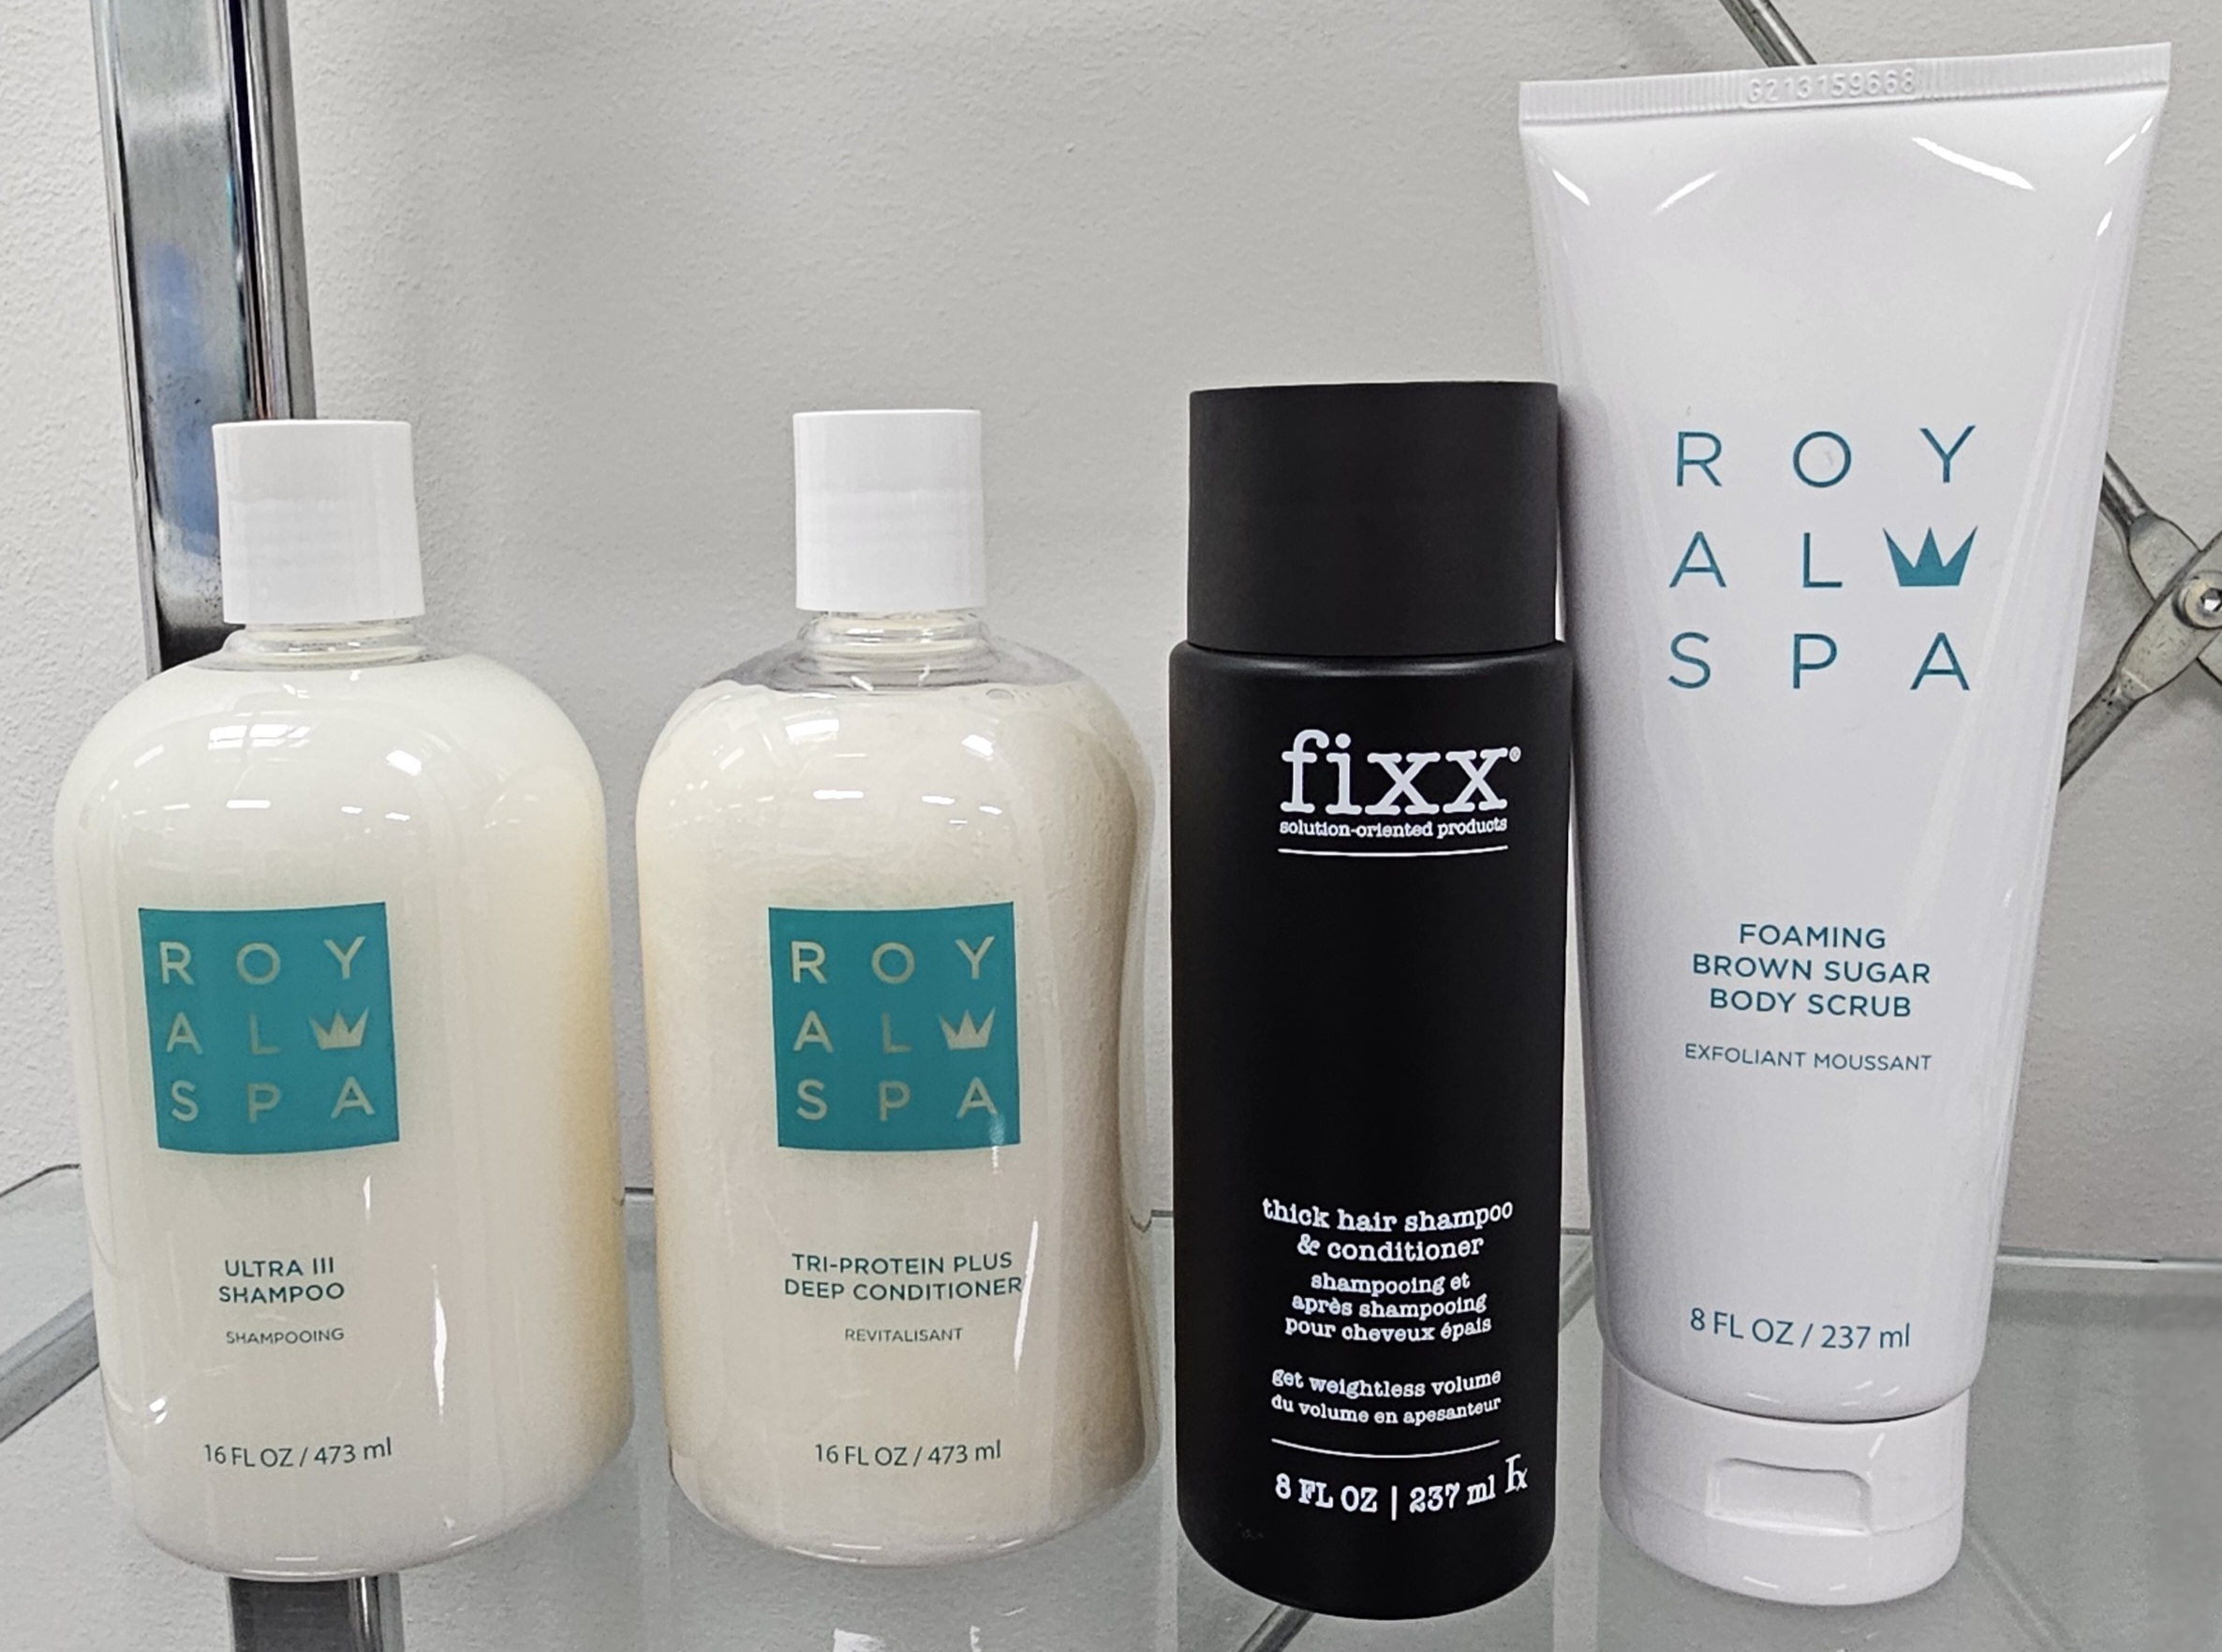 R O Y
A L
S P A
ULTRA III
SHAMPOO
SHAMPOOING
16 FL OZ / 473 ml
R O Y
A L
S P A
TRI-PROTEIN PLUS
DEEP CONDITIONER
REVITALISANT
16 FL OZ / 473 ml
fixx®
solution-oriented products
thick hair shampoo
& conditioner
shampooing et
après shampooing
pour cheveux épais
get weightless volume
du volume en apesanteur
8 FL OZ | 237 ml fx
G213159668
R O Y
A L
S P A
FOAMING
BROWN SUGAR
BODY SCRUB
EXFOLIANT MOUSSANT
8 FL OZ / 237 ml